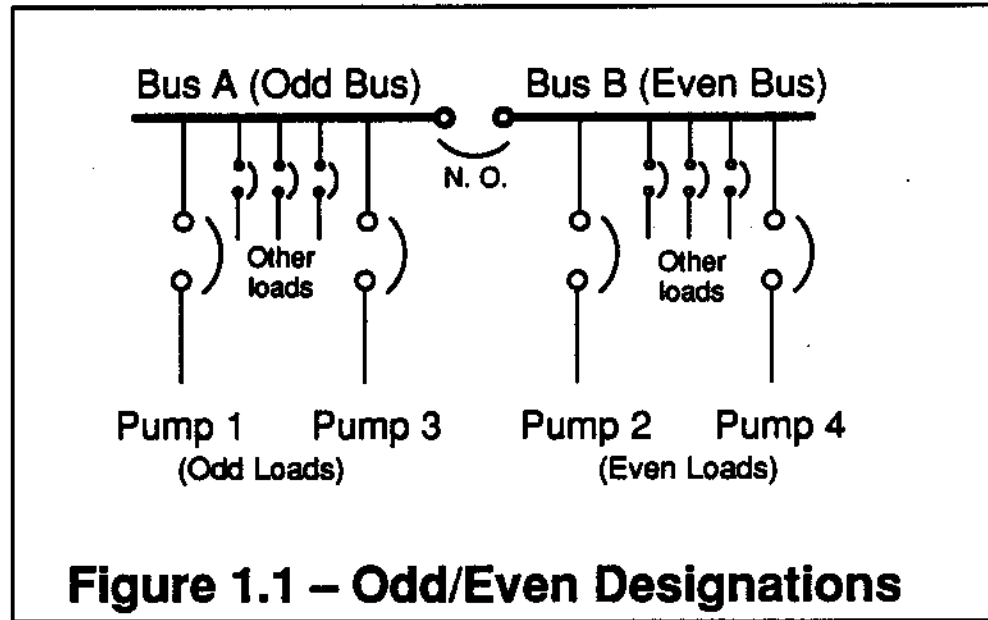 Bus A (Odd Bus)
Bus B (Even Bus)
N. O.
Other
loads
Other
loads
Pump 1
Pump 3
Pump 2
Pump 4
(Odd Loads)
(Even Loads)
Figure 1.1 – Odd/Even Designations